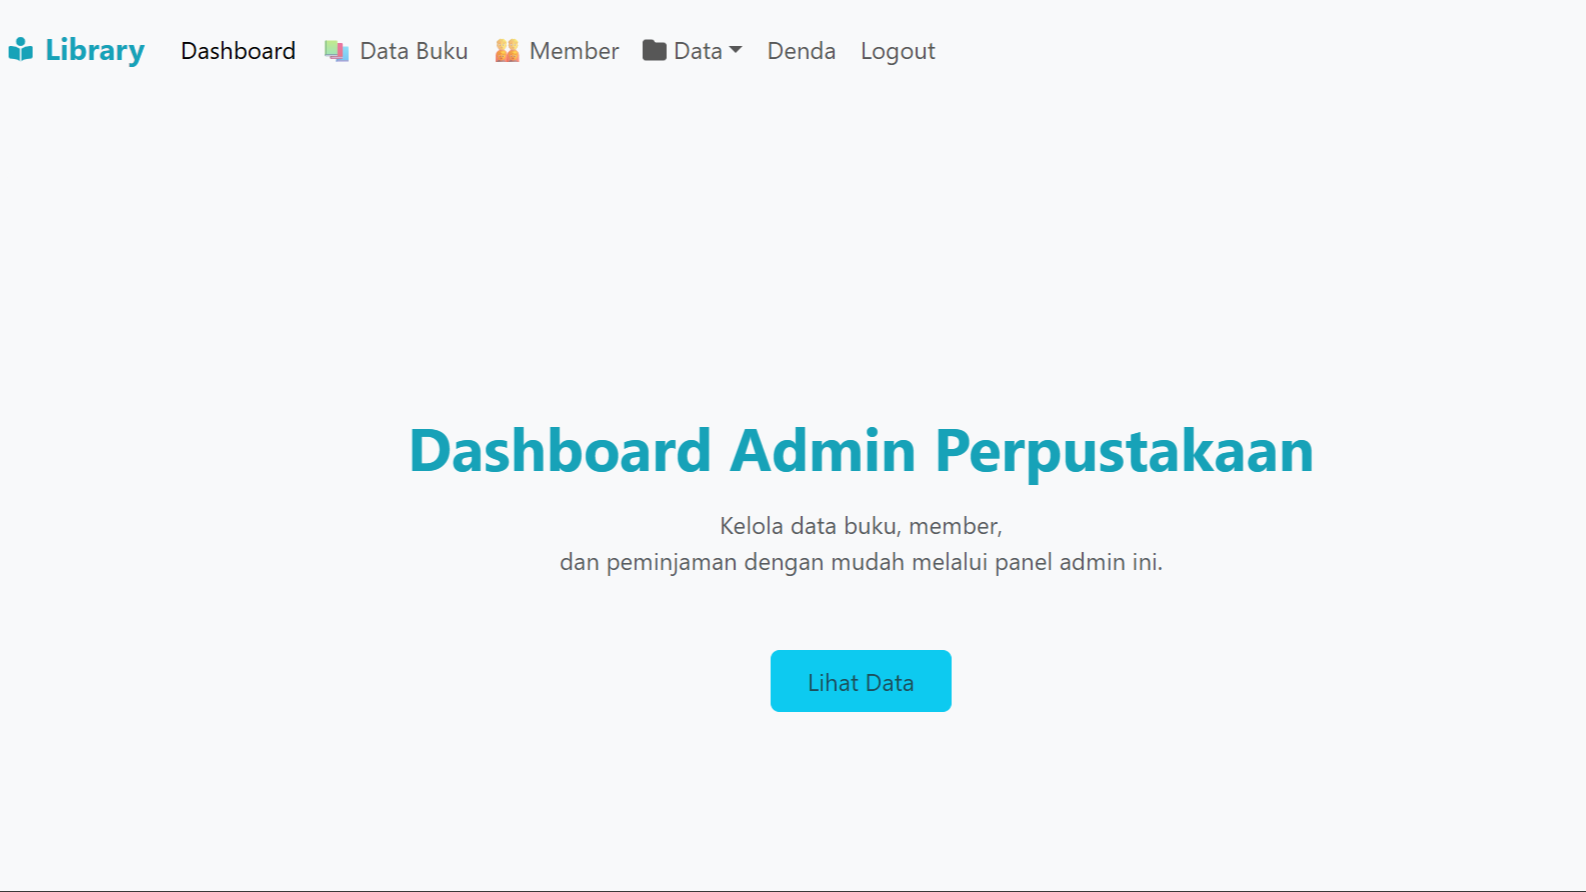 Library Dashboard Data Buku Member Data Denda Logout
Dashboard Admin Perpustakaan
Kelola data buku, member,
dan peminjaman dengan mudah melalui panel admin ini.
Lihat Data